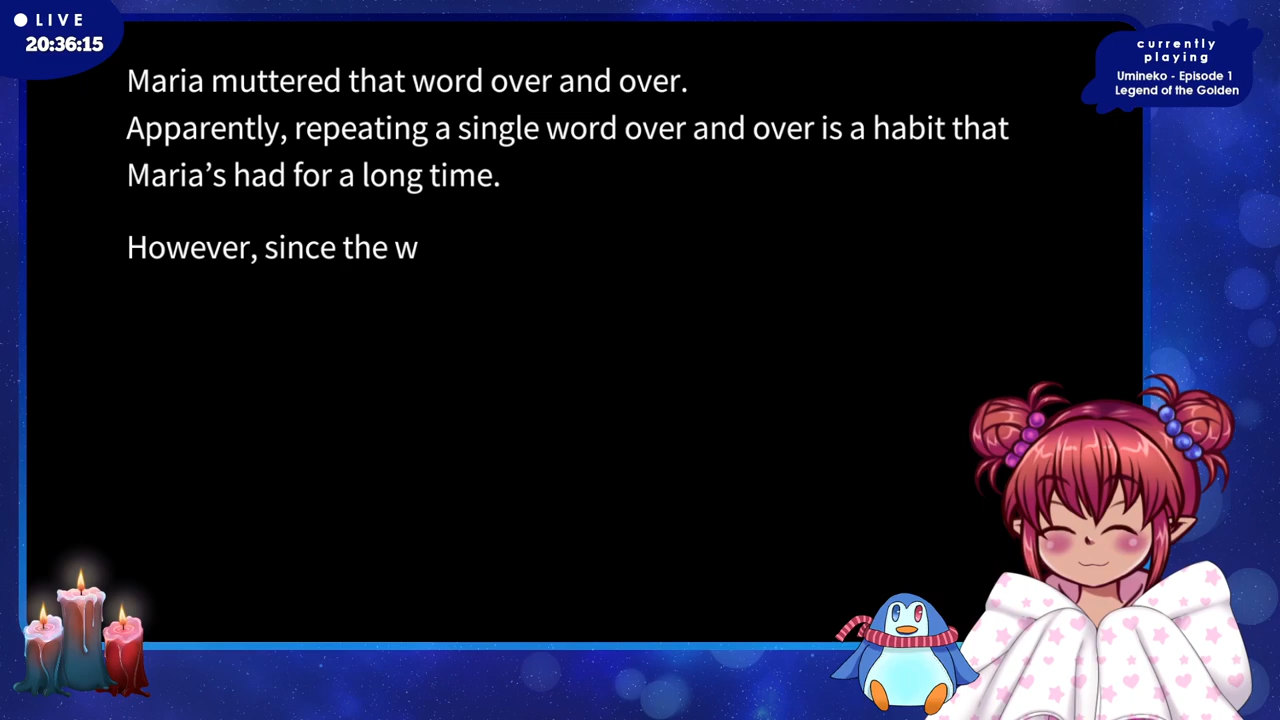 LIVE
20:36:15
currently
playing
Umineko - Episode 1
Legend of the Golden
Maria muttered that word over and over.
Apparently, repeating a single word over and over is a habit that
Maria’s had for a long time.
However, since the w